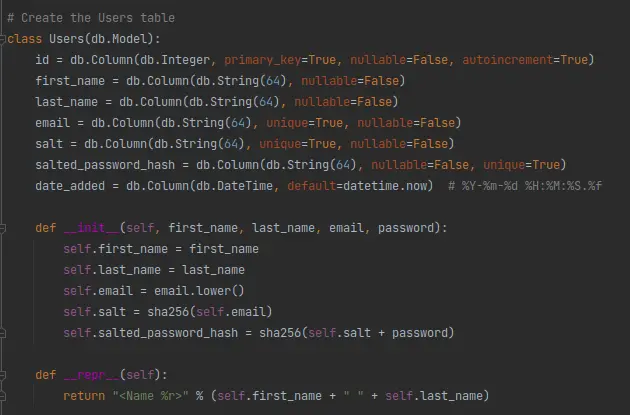 # Create the Users table
class Users(db.Model):
    id = db.Column(db.Integer, primary_key=True, nullable=False, autoincrement=True)
    first_name = db.Column(db.String(64), nullable=False)
    last_name = db.Column(db.String(64), nullable=False)
    email = db.Column(db.String(64), unique=True, nullable=False)
    salt = db.Column(db.String(64), unique=True, nullable=False)
    salted_password_hash = db.Column(db.String(64), nullable=False, unique=True)
    date_added = db.Column(db.DateTime, default=datetime.now)  # %Y-%m-%d %H:%M:%S.%f
    def __init__(self, first_name, last_name, email, password):
        self.first_name = first_name
        self.last_name = last_name
        self.email = email.lower()
        self.salt = sha256(self.email)
        self.salted_password_hash = sha256(self.salt + password)
    def __repr__(self):
        return "<Name %r>" % (self.first_name + " " + self.last_name)